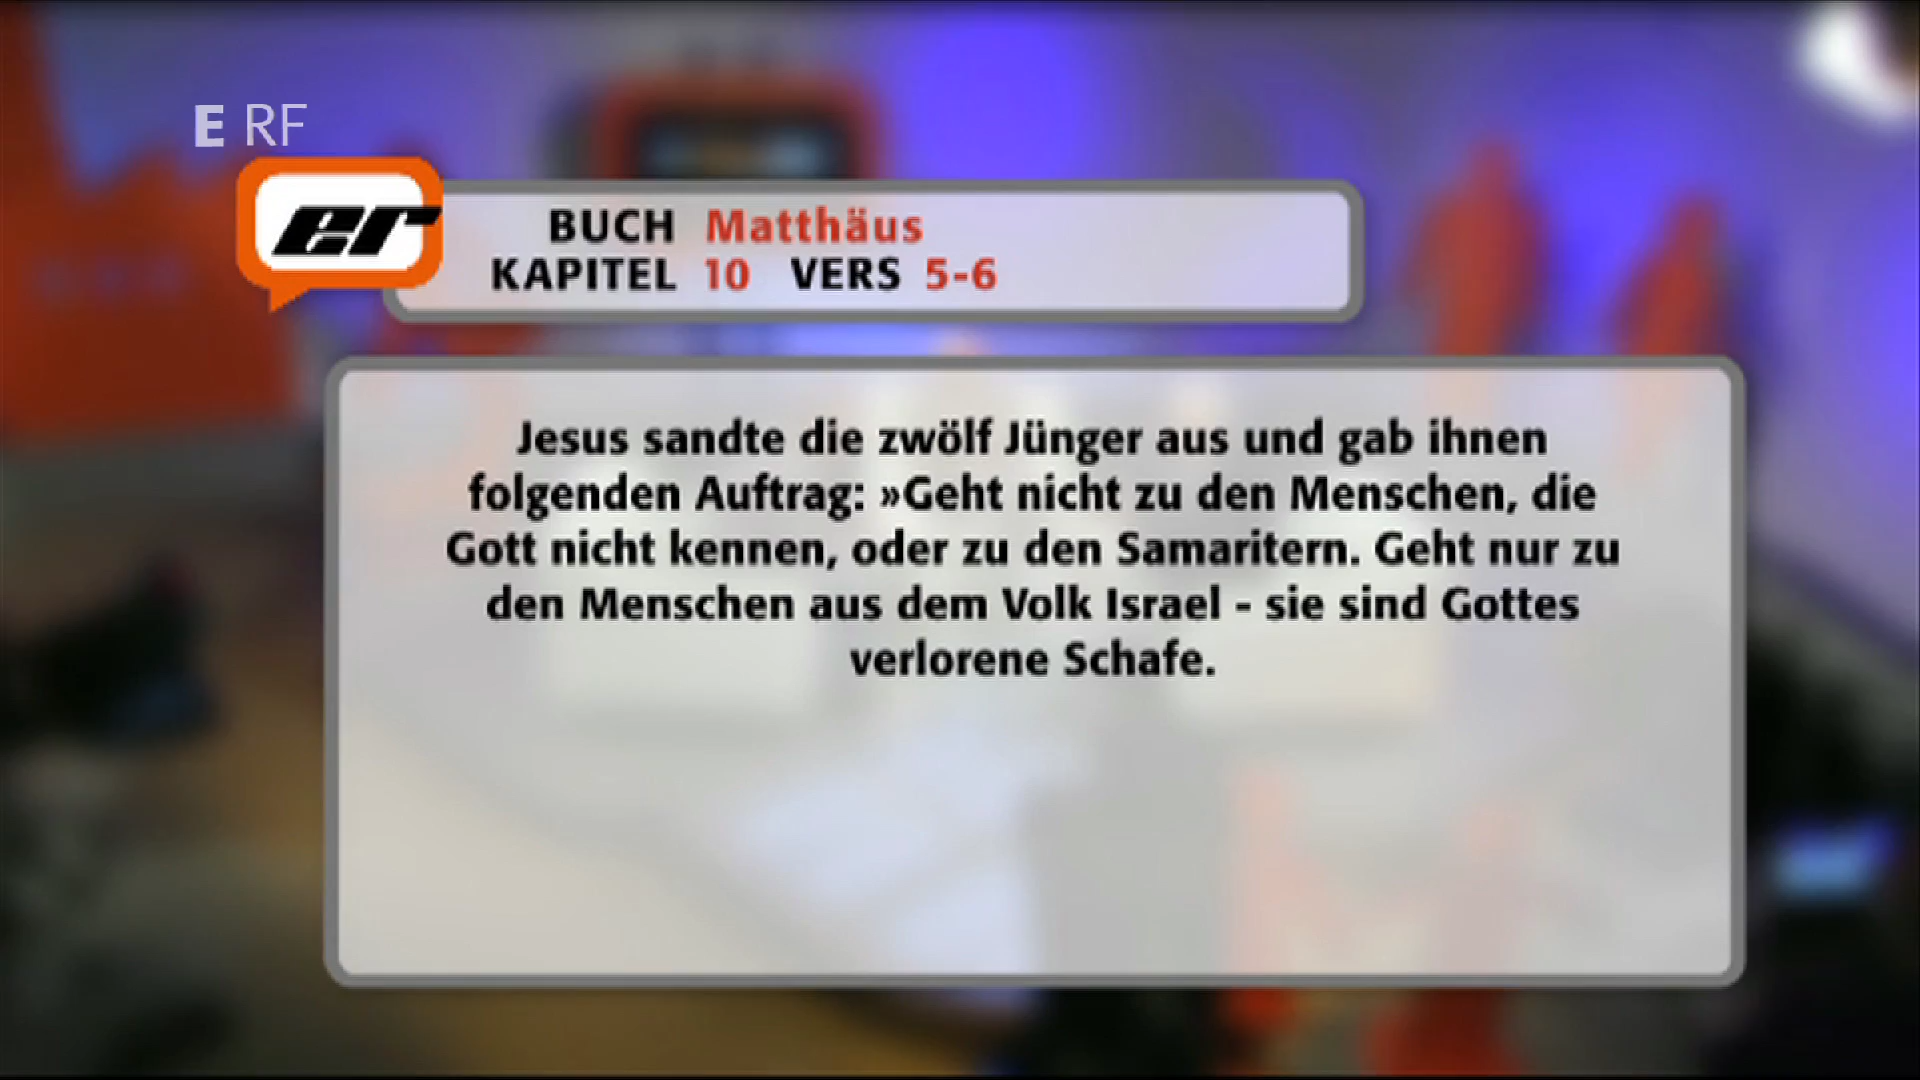 E RF
er
BUCH Matthäus
KAPITEL 10 VERS 5-6
Jesus sandte die zwölf Jünger aus und gab ihnen
folgenden Auftrag: »Geht nicht zu den Menschen, die
Gott nicht kennen, oder zu den Samaritern. Geht nur zu
den Menschen aus dem Volk Israel - sie sind Gottes
verlorene Schafe.